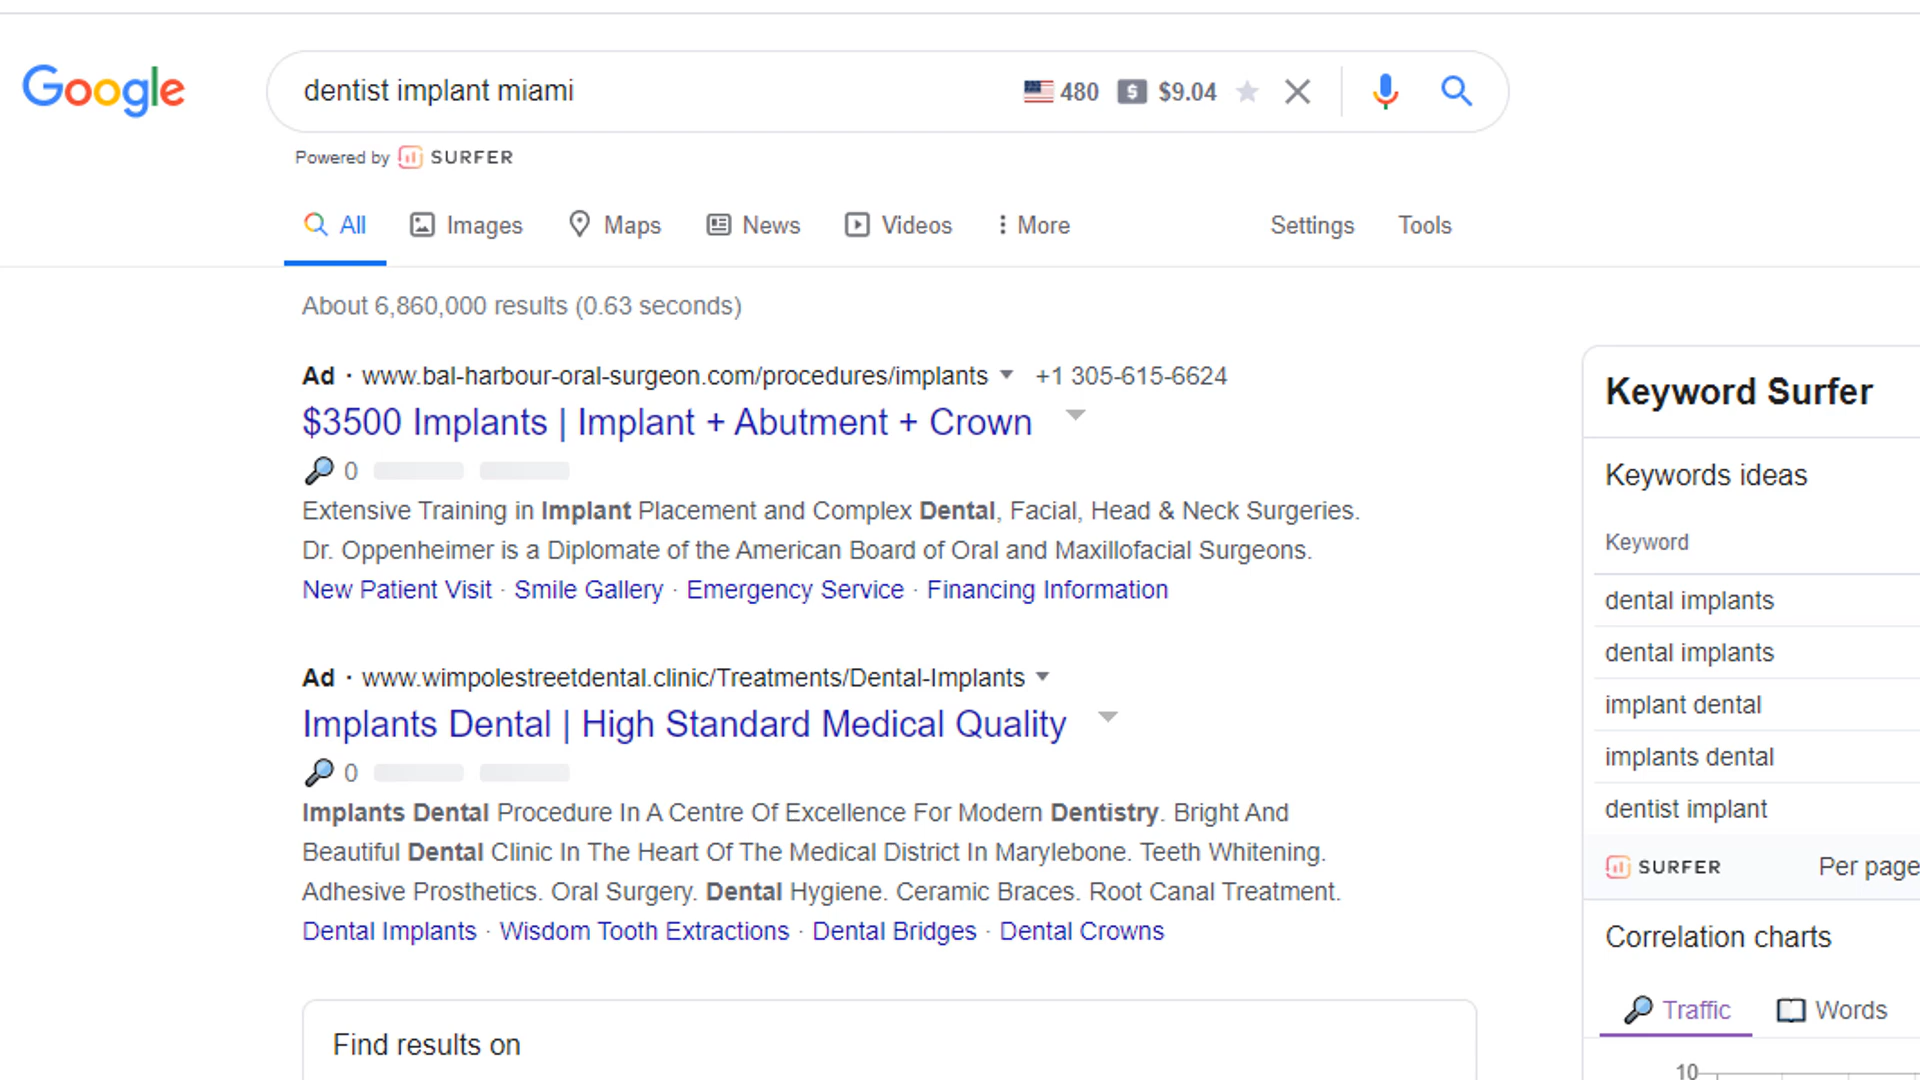 Google
dentist implant miami 480 $ $9.04
Powered by SURFER
All Images Maps News Videos More Settings Tools
About 6,860,000 results (0.63 seconds)
Ad · www.bal-harbour-oral-surgeon.com/procedures/implants +1 305-615-6624
$3500 Implants | Implant + Abutment + Crown
0
Extensive Training in Implant Placement and Complex Dental, Facial, Head & Neck Surgeries.
Dr. Oppenheimer is a Diplomate of the American Board of Oral and Maxillofacial Surgeons.
New Patient Visit · Smile Gallery · Emergency Service · Financing Information
Ad · www.wimpolestreetdental.clinic/Treatments/Dental-Implants
Implants Dental | High Standard Medical Quality
0
Implants Dental Procedure In A Centre Of Excellence For Modern Dentistry. Bright And
Beautiful Dental Clinic In The Heart Of The Medical District In Marylebone. Teeth Whitening.
Adhesive Prosthetics. Oral Surgery. Dental Hygiene. Ceramic Braces. Root Canal Treatment.
Dental Implants · Wisdom Tooth Extractions · Dental Bridges · Dental Crowns
Find results on
Keyword Surfer
Keywords ideas
Keyword
dental implants
dental implants
implant dental
implants dental
dentist implant
SURFER Per page
Correlation charts
Traffic Words
10